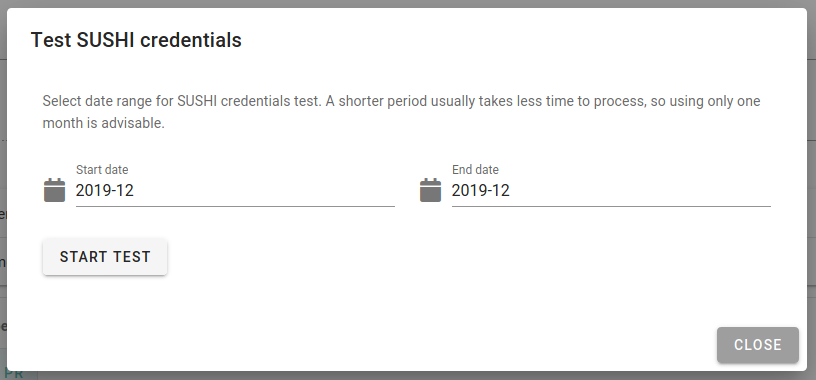 Test SUSHI credentials
Select date range for SUSHI credentials test. A shorter period usually takes less time to process, so using only one
month is advisable.
Start date
End date
2019-12
2019-12
START TEST
CLOSE
PR